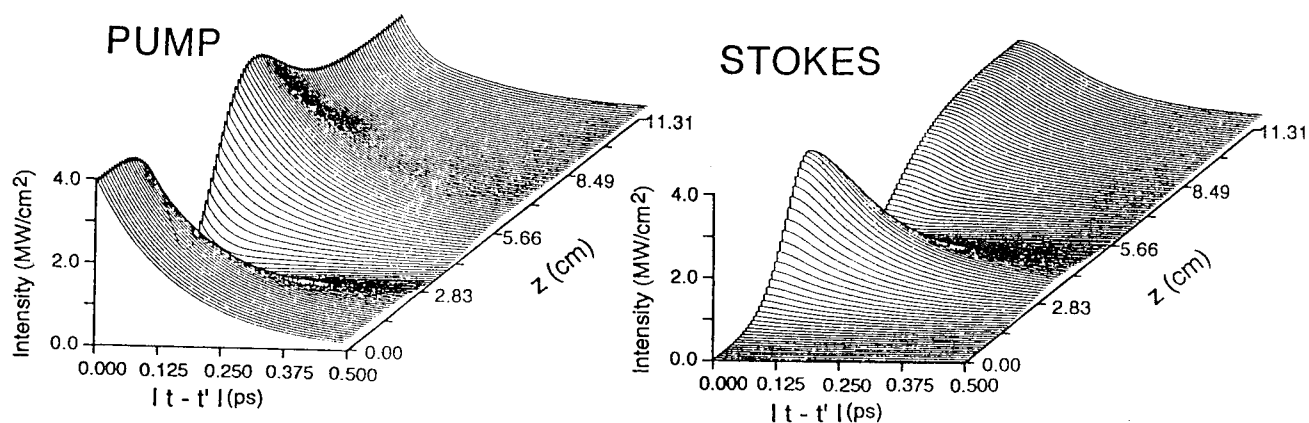 PUMP
Intensity (MW/cm2)
4.0
2.0
0.0
0.000 0.125 0.250 0.375 0.500
| t - t' | (ps)
0.00
2.83
5.66
8.49
11.31
z (cm)
STOKES
Intensity (MW/cm2)
4.0
2.0
0.0
0.000 0.125 0.250 0.375 0.500
| t - t' | (ps)
0.00
2.83
5.66
8.49
11.31
z (cm)